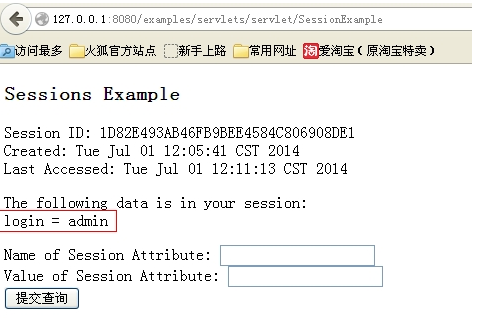 127.0.0.1:8080/examples/servlets/servlet/SessionExample
访问最多 火狐官方站点 新手上路 常用网址 淘 爱淘宝（原淘宝特卖）
Sessions Example
Session ID: 1D82E493AB46FB9BEE4584C806908DE1
Created: Tue Jul 01 12:05:41 CST 2014
Last Accessed: Tue Jul 01 12:11:13 CST 2014
The following data is in your session:
login = admin
Name of Session Attribute:
Value of Session Attribute:
提交查询